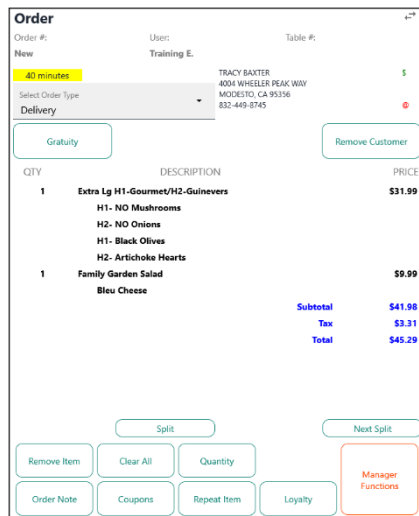 Order
Order #: User: Table #:
New Training E.
40 minutes
TRACY BAXTER $
4004 WHEELER PEAK WAY
Select Order Type
MODESTO, CA 95356
Delivery
832-449-8745 @
Gratuity Remove Customer
QTY DESCRIPTION PRICE
1 Extra Lg H1-Gourmet/H2-Guinevers $31.99
H1- NO Mushrooms
H2- NO Onions
H1- Black Olives
H2- Artichoke Hearts
1 Family Garden Salad $9.99
Bleu Cheese
Subtotal $41.98
Tax $3.31
Total $45.29
Split Next Split
Remove Item Clear All Quantity
Manager
Functions
Order Note Coupons Repeat Item Loyalty